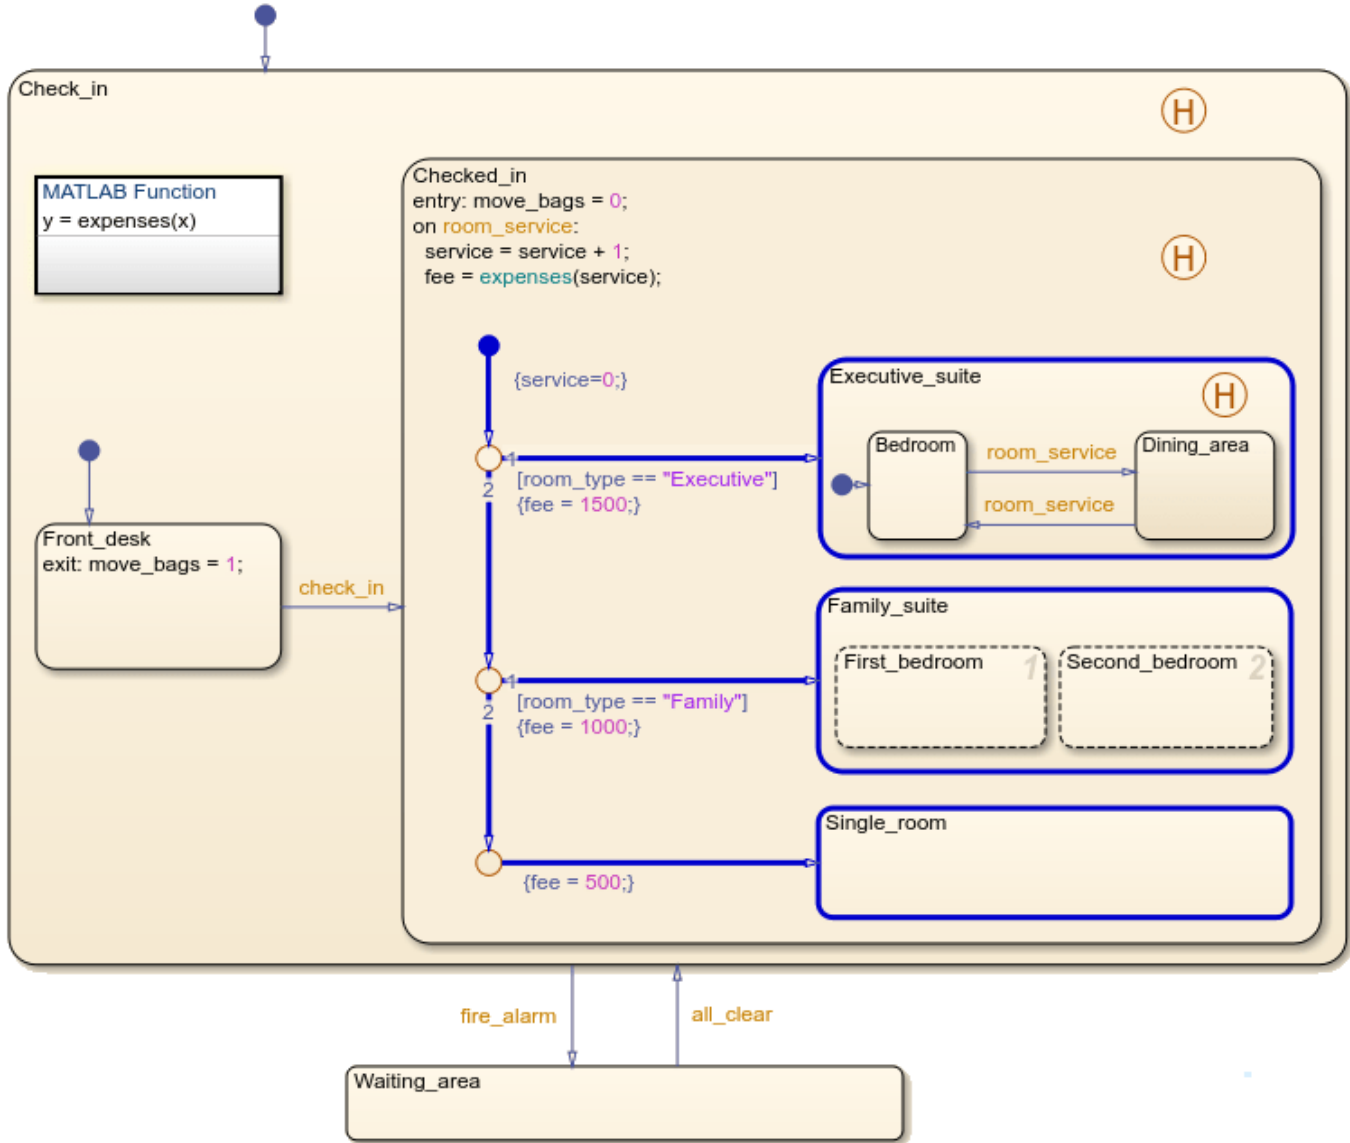 Check_in
H
MATLAB Function
y = expenses(x)
Checked_in
entry: move_bags = 0;
on room_service:
service = service + 1;
fee = expenses(service);
H
{service=0;}
Executive_suite
H
Bedroom
room_service
Dining_area
room_service
1
[room_type == "Executive"]
{fee = 1500;}
2
Front_desk
exit: move_bags = 1;
check_in
Family_suite
First_bedroom 1
Second_bedroom 2
1
[room_type == "Family"]
{fee = 1000;}
2
Single_room
{fee = 500;}
fire_alarm
all_clear
Waiting_area